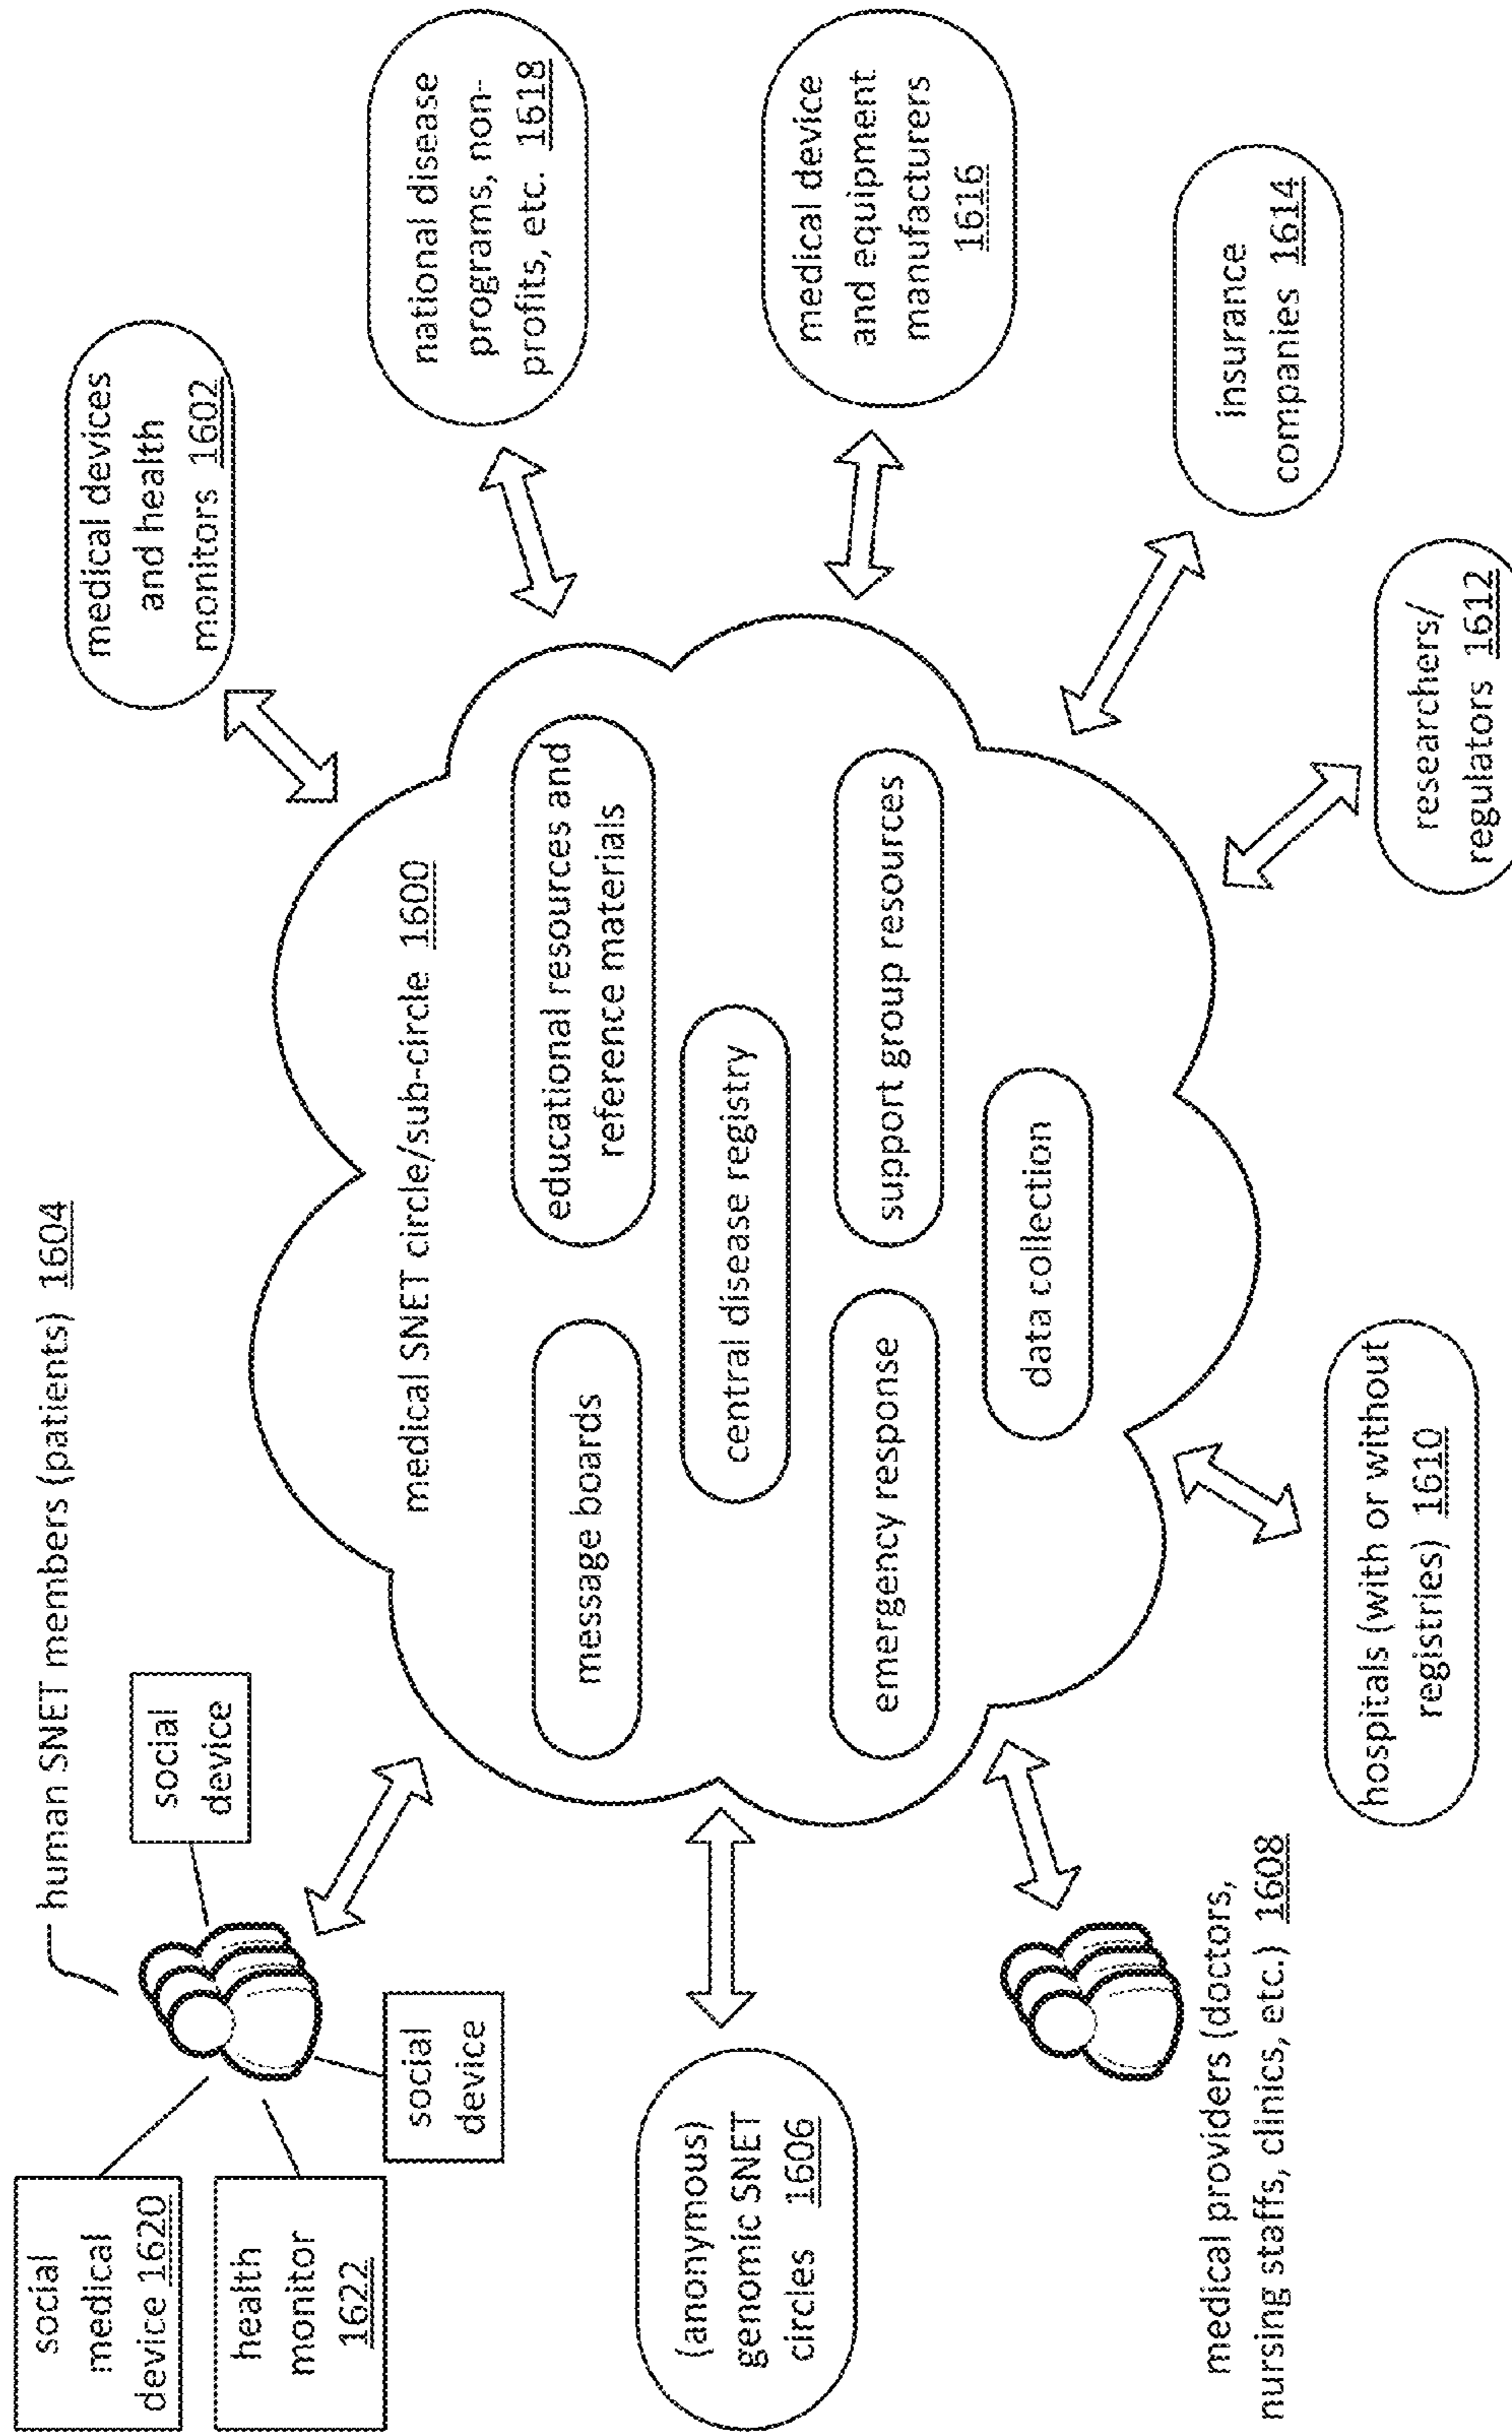 human SNET members (patients) 1604
social
medical
device 1620
health
monitor
1622
social
device
social
device
medical devices
and health
monitors 1602
national disease
programs, non-
profits, etc. 1618
medical device
and equipment
manufacturers
1616
insurance
companies 1614
researchers/
regulators 1612
hospitals (with or without
registries) 1610
medical providers (doctors,
nursing staffs, clinics, etc.) 1608
(anonymous)
genomic SNET
circles 1606
medical SNET circle/sub-circle 1600
message boards
educational resources and
reference materials
central disease registry
emergency response
support group resources
data collection